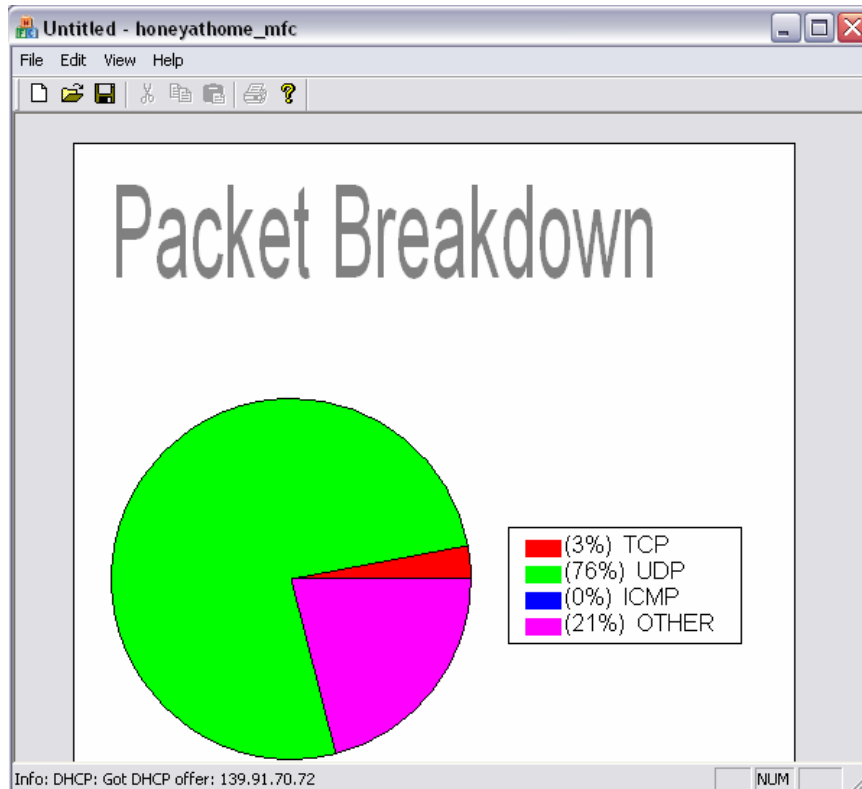 Untitled - honeyathome_mfc
File Edit View Help
Packet Breakdown
(3%) TCP
(76%) UDP
(0%) ICMP
(21%) OTHER
Info: DHCP: Got DHCP offer: 139.91.70.72
NUM